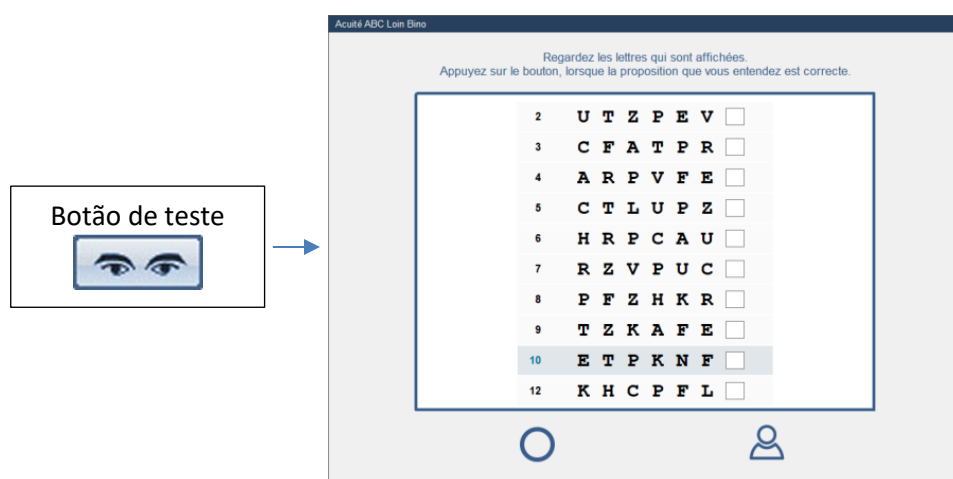 Acuité ABC Loin Bino
Regardez les lettres qui sont affichées.
Appuyez sur le bouton, lorsque la proposition que vous entendez est correcte.
Botão de teste
2 U T Z P E V
3 C F A T P R
4 A R P V F E
5 C T L U P Z
6 H R P C A U
7 R Z V P U C
8 P F Z H K R
9 T Z K A F E
10 E T P K N F
12 K H C P F L